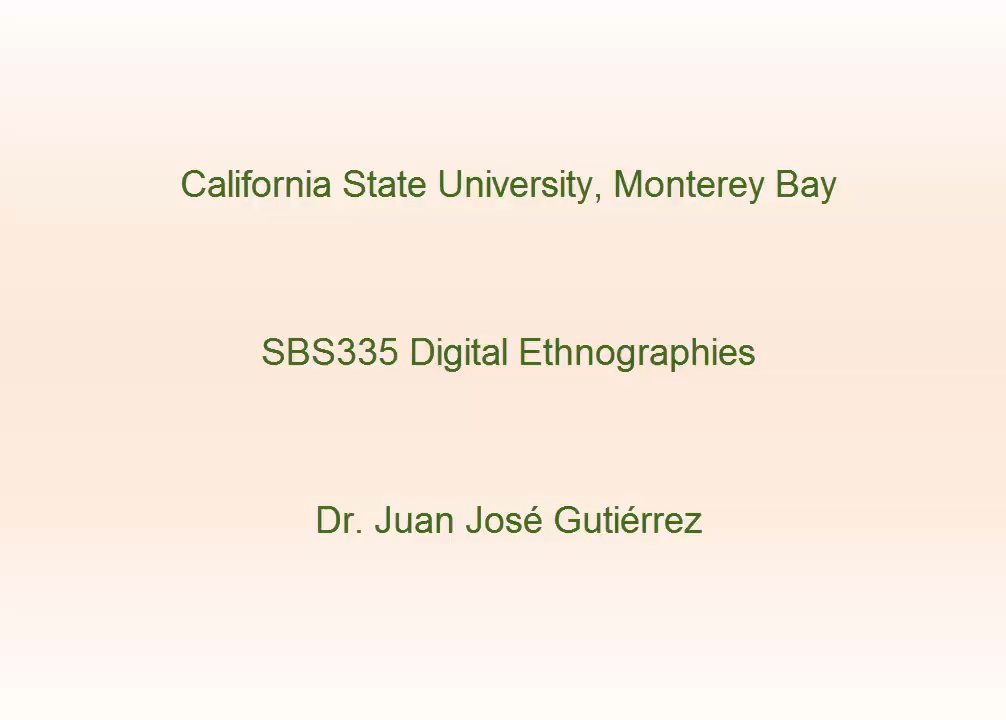 California State University, Monterey Bay
SBS335 Digital Ethnographies
Dr. Juan José Gutiérrez